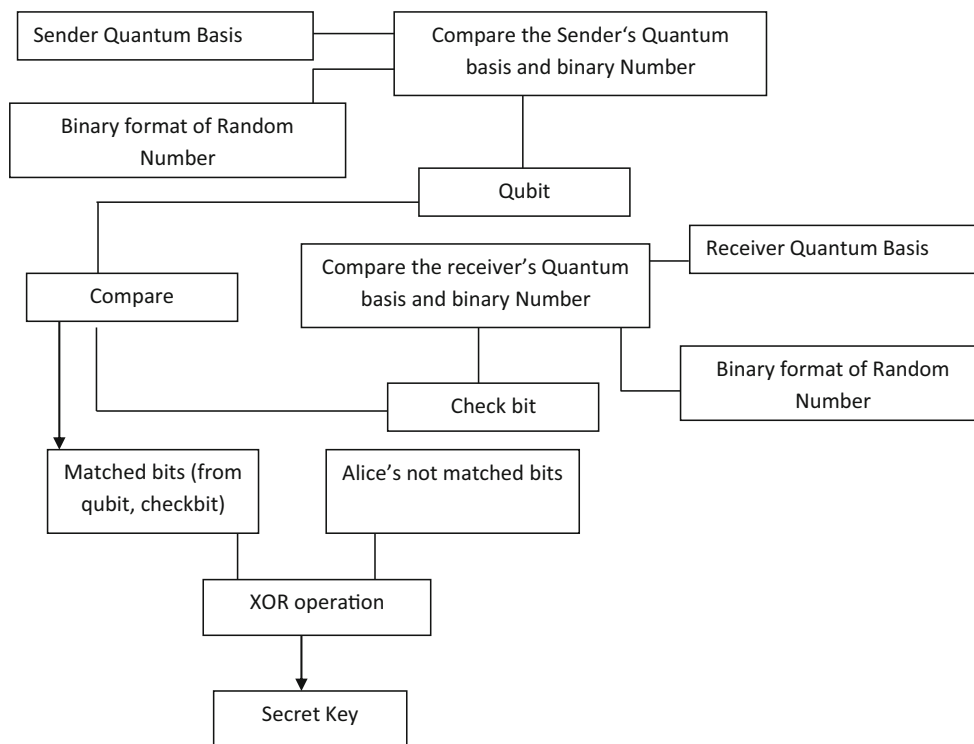 Sender Quantum Basis
Compare the Sender‘s Quantum
basis and binary Number
Binary format of Random
Number
Qubit
Receiver Quantum Basis
Compare the receiver’s Quantum
basis and binary Number
Compare
Binary format of Random
Number
Check bit
Matched bits (from
qubit, checkbit)
Alice’s not matched bits
XOR operation
Secret Key